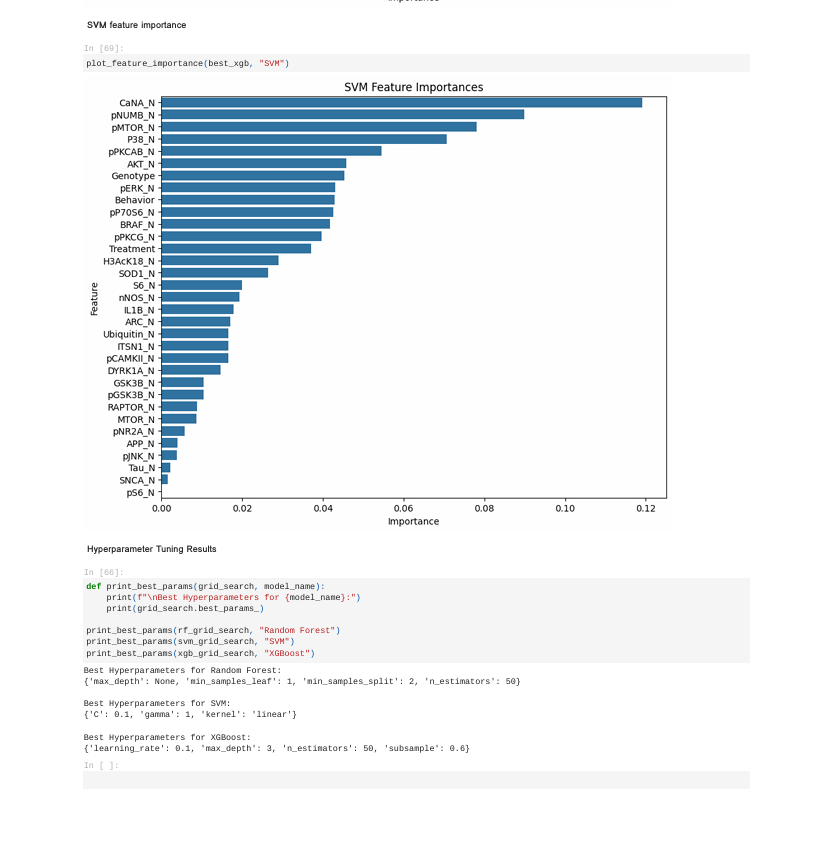 Importance
SVM feature importance
In [69]:
plot_feature_importance(best_xgb, "SVM")
SVM Feature Importances
CaNA_N
pNUMB_N
pMTOR_N
P38_N
pPKCAB_N
AKT_N
Genotype
pERK_N
Behavior
pP70S6_N
BRAF_N
pPKCG_N
Treatment
H3AcK18_N
SOD1_N
S6_N
nNOS_N
IL1B_N
ARC_N
Ubiquitin_N
ITSN1_N
pCAMKII_N
DYRK1A_N
GSK3B_N
pGSK3B_N
RAPTOR_N
MTOR_N
pNR2A_N
APP_N
pJNK_N
Tau_N
SNCA_N
pS6_N
Feature
0.00 0.02 0.04 0.06 0.08 0.10 0.12
Importance
Hyperparameter Tuning Results
In [66]:
def print_best_params(grid_search, model_name):
    print(f"\nBest Hyperparameters for {model_name}:")
    print(grid_search.best_params_)
print_best_params(rf_grid_search, "Random Forest")
print_best_params(svm_grid_search, "SVM")
print_best_params(xgb_grid_search, "XGBoost")
Best Hyperparameters for Random Forest:
{'max_depth': None, 'min_samples_leaf': 1, 'min_samples_split': 2, 'n_estimators': 50}
Best Hyperparameters for SVM:
{'C': 0.1, 'gamma': 1, 'kernel': 'linear'}
Best Hyperparameters for XGBoost:
{'learning_rate': 0.1, 'max_depth': 3, 'n_estimators': 50, 'subsample': 0.6}
In [ ]: